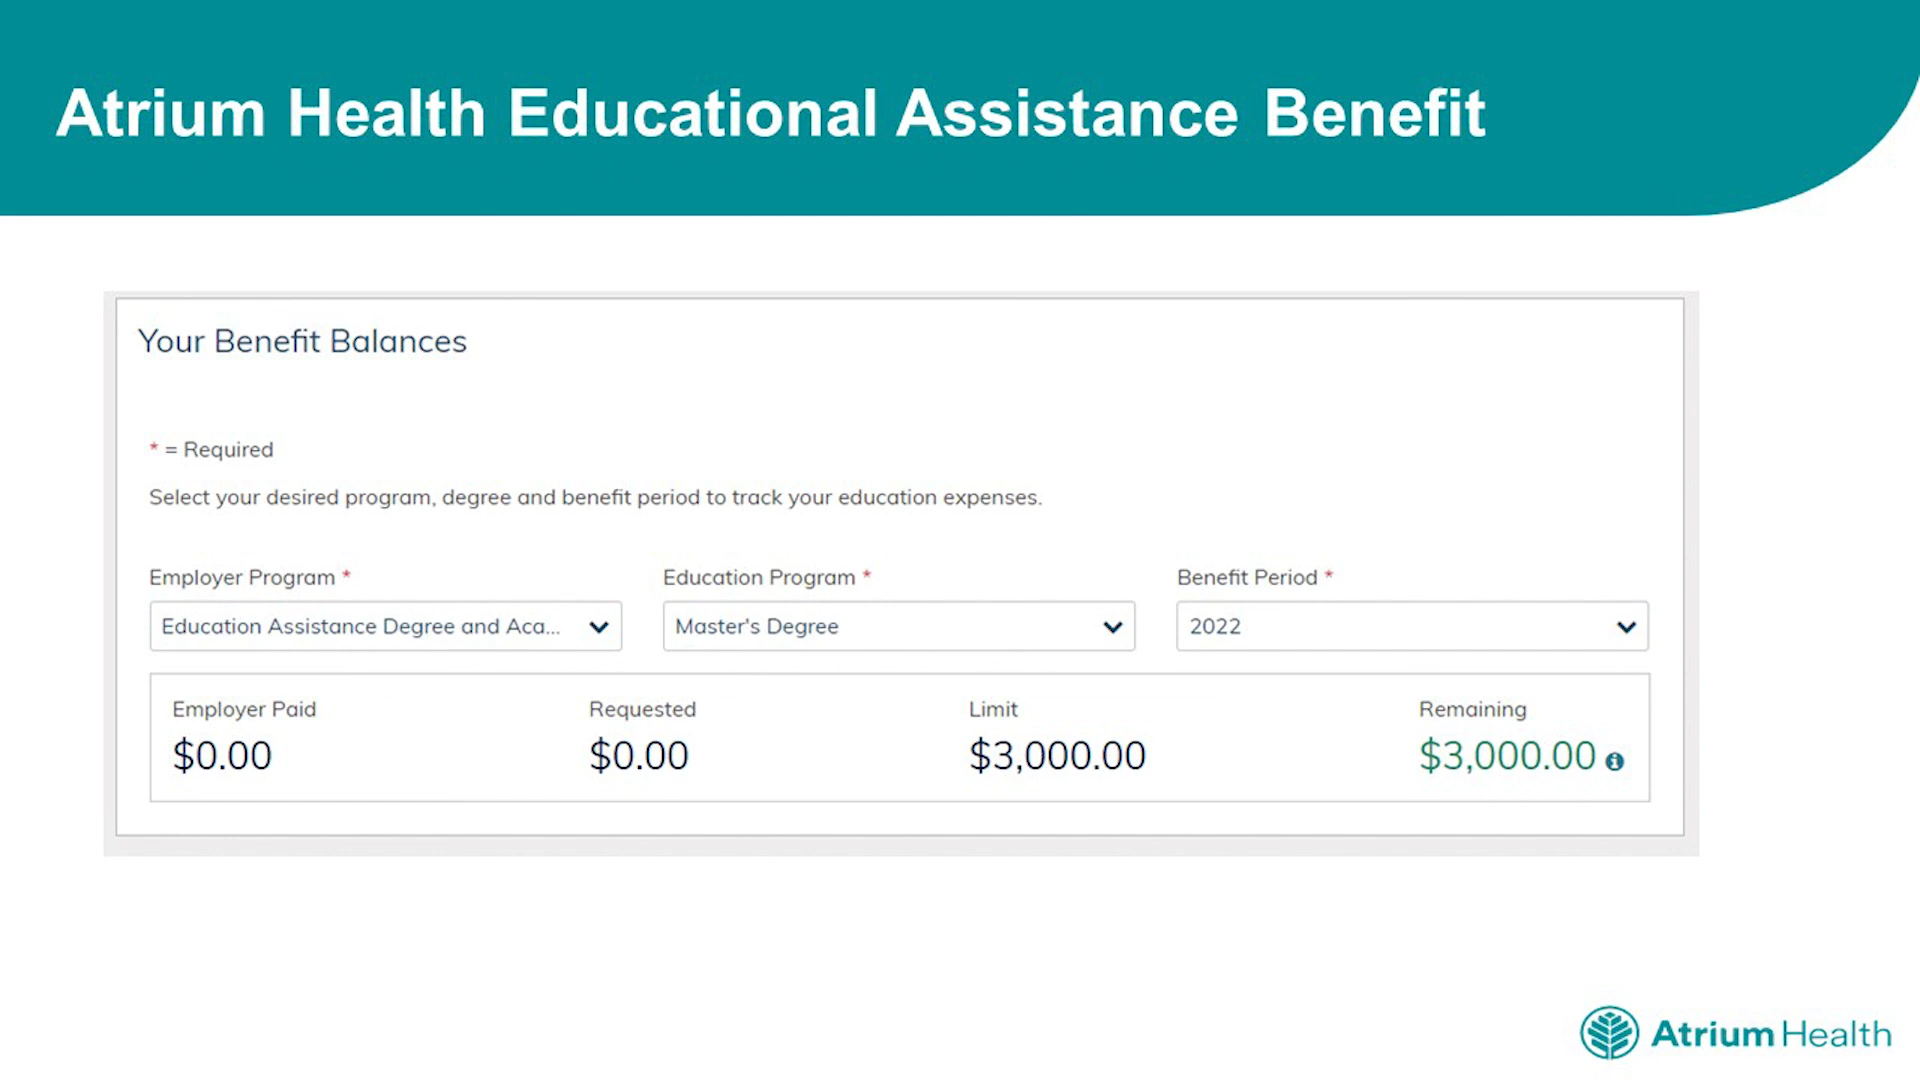 Atrium Health Educational Assistance Benefit
Your Benefit Balances
* = Required
Select your desired program, degree and benefit period to track your education expenses.
Employer Program *
Education Program *
Benefit Period *
Education Assistance Degree and Aca...
Master's Degree
2022
Employer Paid
Requested
Limit
Remaining
$0.00
$0.00
$3,000.00
$3,000.00
Atrium Health